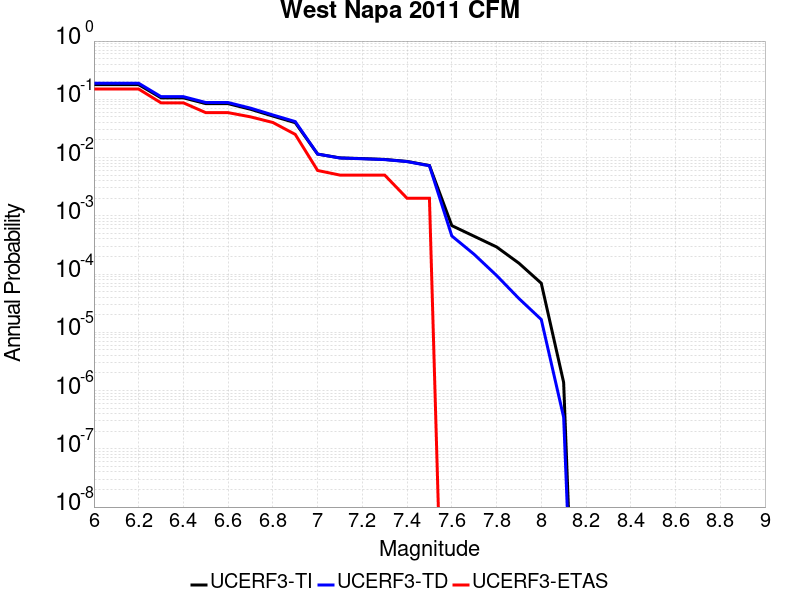 West Napa 2011 CFM
10^0
10^-1
10^-2
10^-3
10^-4
10^-5
10^-6
10^-7
10^-8
Annual Probability
6 6.2 6.4 6.6 6.8 7 7.2 7.4 7.6 7.8 8 8.2 8.4 8.6 8.8 9
Magnitude
UCERF3-TI UCERF3-TD UCERF3-ETAS